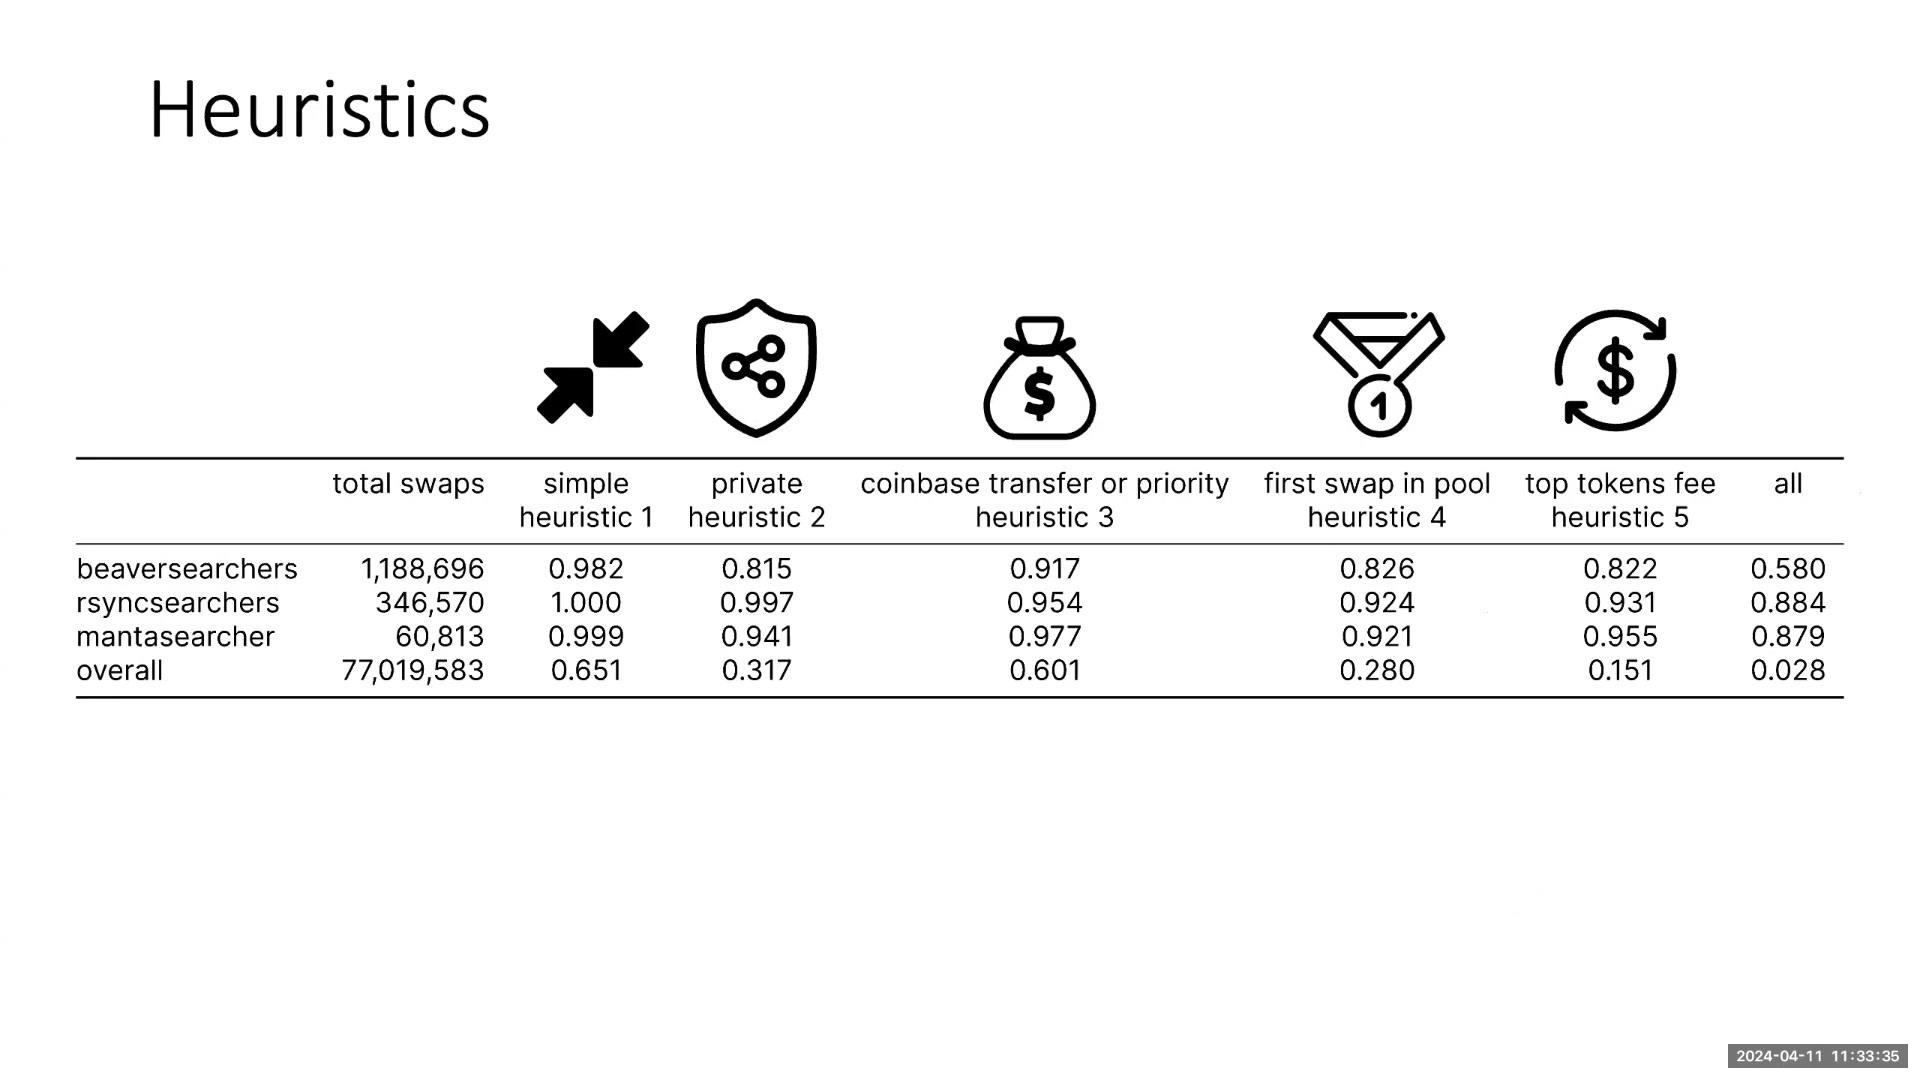 Heuristics
$
1
$
total swaps simple private coinbase transfer or priority first swap in pool top tokens fee all
heuristic 1 heuristic 2 heuristic 3 heuristic 4 heuristic 5
beaversearchers 1,188,696 0.982 0.815 0.917 0.826 0.822 0.580
rsyncsearchers 346,570 1.000 0.997 0.954 0.924 0.931 0.884
mantasearcher 60,813 0.999 0.941 0.977 0.921 0.955 0.879
overall 77,019,583 0.651 0.317 0.601 0.280 0.151 0.028
2024-04-11 11:33:35